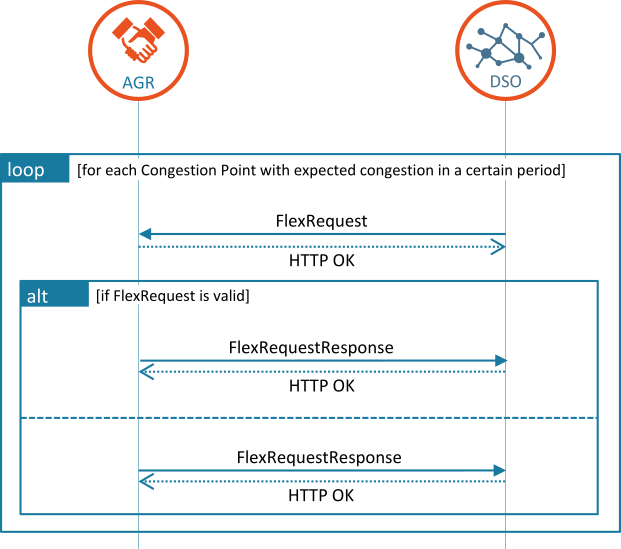 AGR
DSO
loop
[for each Congestion Point with expected congestion in a certain period]
FlexRequest
HTTP OK
alt
[if FlexRequest is valid]
FlexRequestResponse
HTTP OK
FlexRequestResponse
HTTP OK